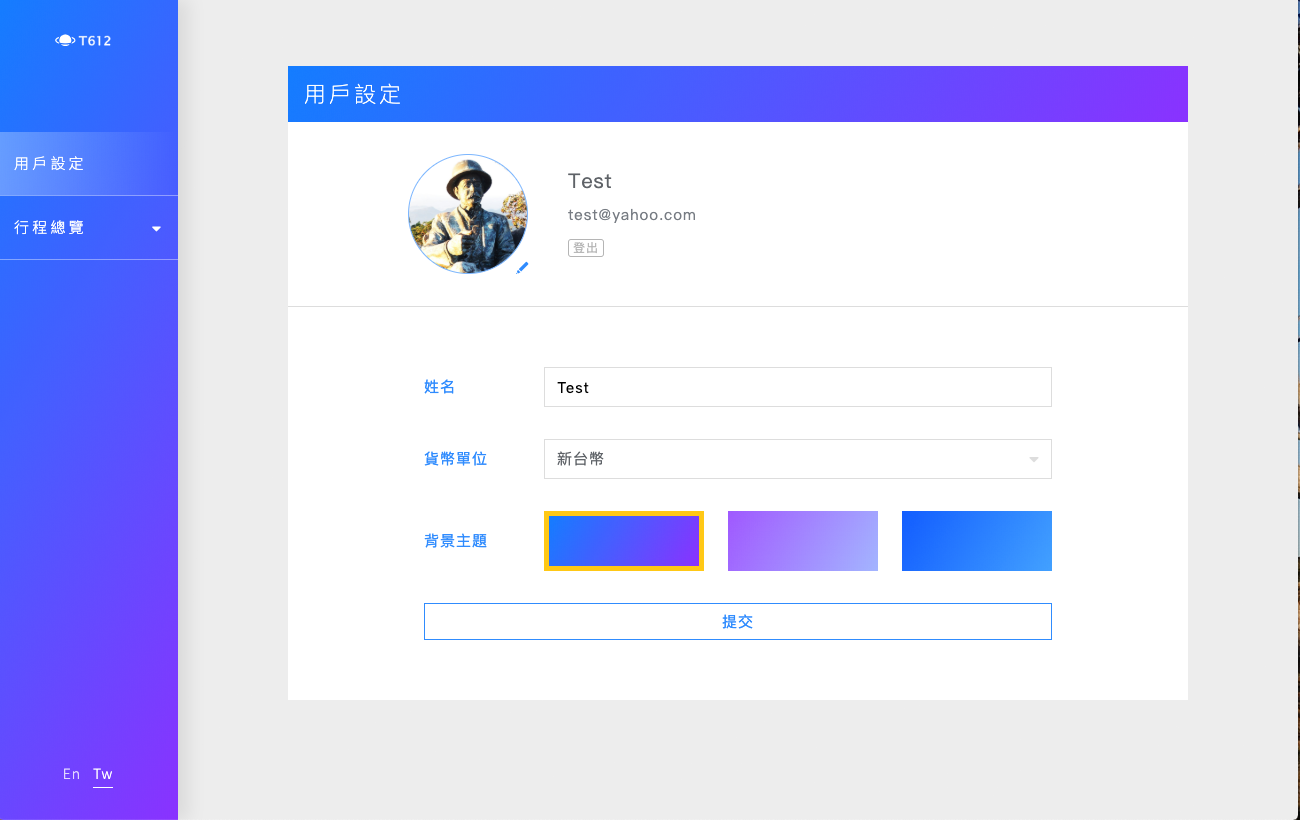 T612
用戶設定
行程總覽
En Tw
用戶設定
Test
test@yahoo.com
登出
姓名
Test
貨幣單位
新台幣
背景主題
提交